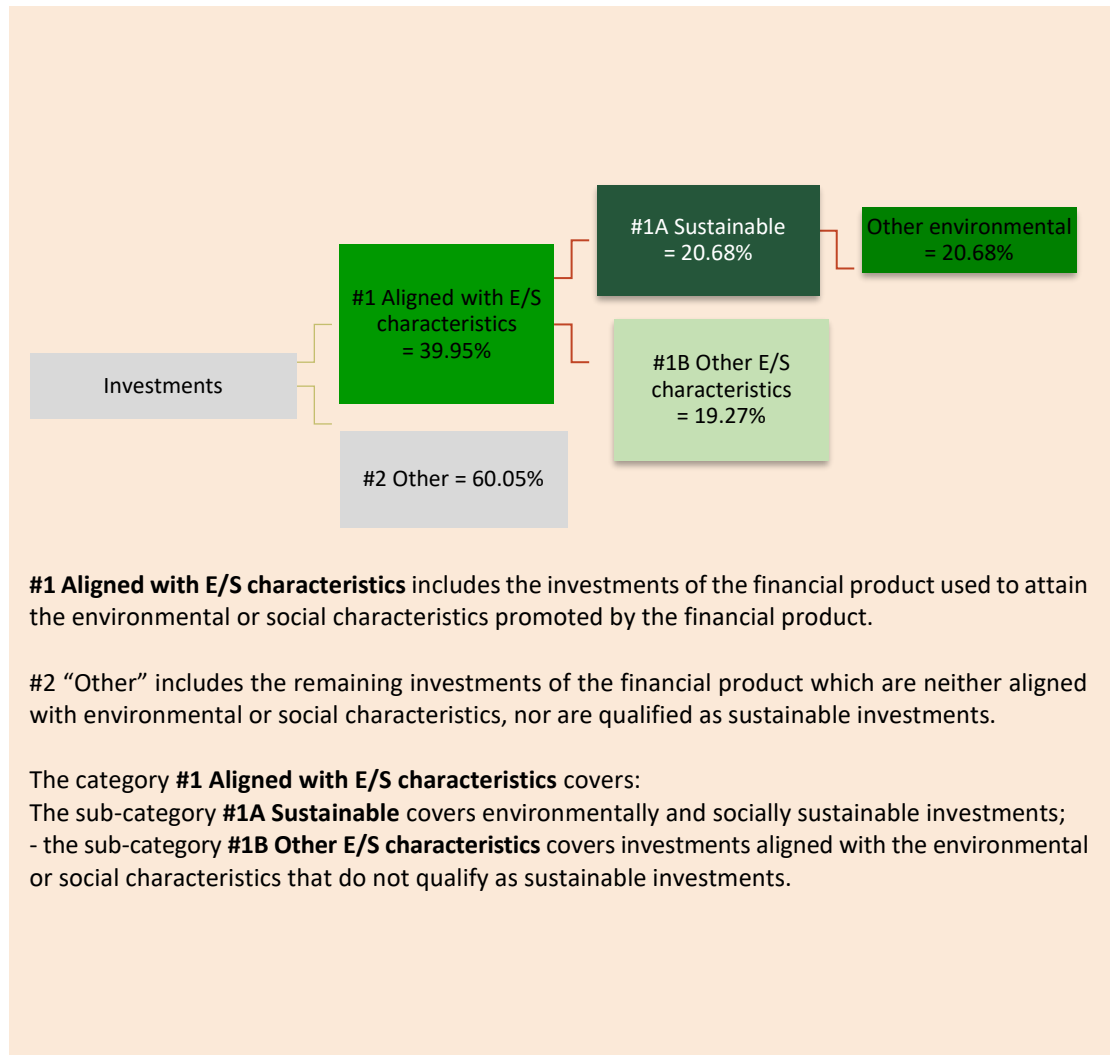 #1A Sustainable
= 20.68%
Other environmental
= 20.68%
#1 Aligned with E/S
characteristics
= 39.95%
Investments
#1B Other E/S
characteristics
= 19.27%
#2 Other = 60.05%
#1 Aligned with E/S characteristics includes the investments of the financial product used to attain
the environmental or social characteristics promoted by the financial product.
#2 “Other” includes the remaining investments of the financial product which are neither aligned
with environmental or social characteristics, nor are qualified as sustainable investments.
The category #1 Aligned with E/S characteristics covers:
The sub-category #1A Sustainable covers environmentally and socially sustainable investments;
- the sub-category #1B Other E/S characteristics covers investments aligned with the environmental
or social characteristics that do not qualify as sustainable investments.